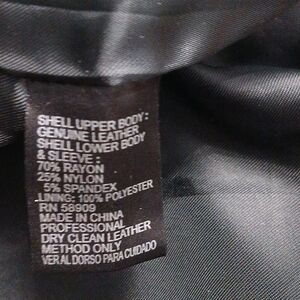 SHELL UPPER BODY:
GENUINE LEATHER
SHELL LOWER BODY
& SLEEVE:
70% RAYON
25% NYLON
5% SPANDEX
LINING: 100% POLYESTER
RN 58909
MADE IN CHINA
PROFESSIONAL
DRY CLEAN LEATHER
METHOD ONLY
VER AL DORSO PARA CUIDADO